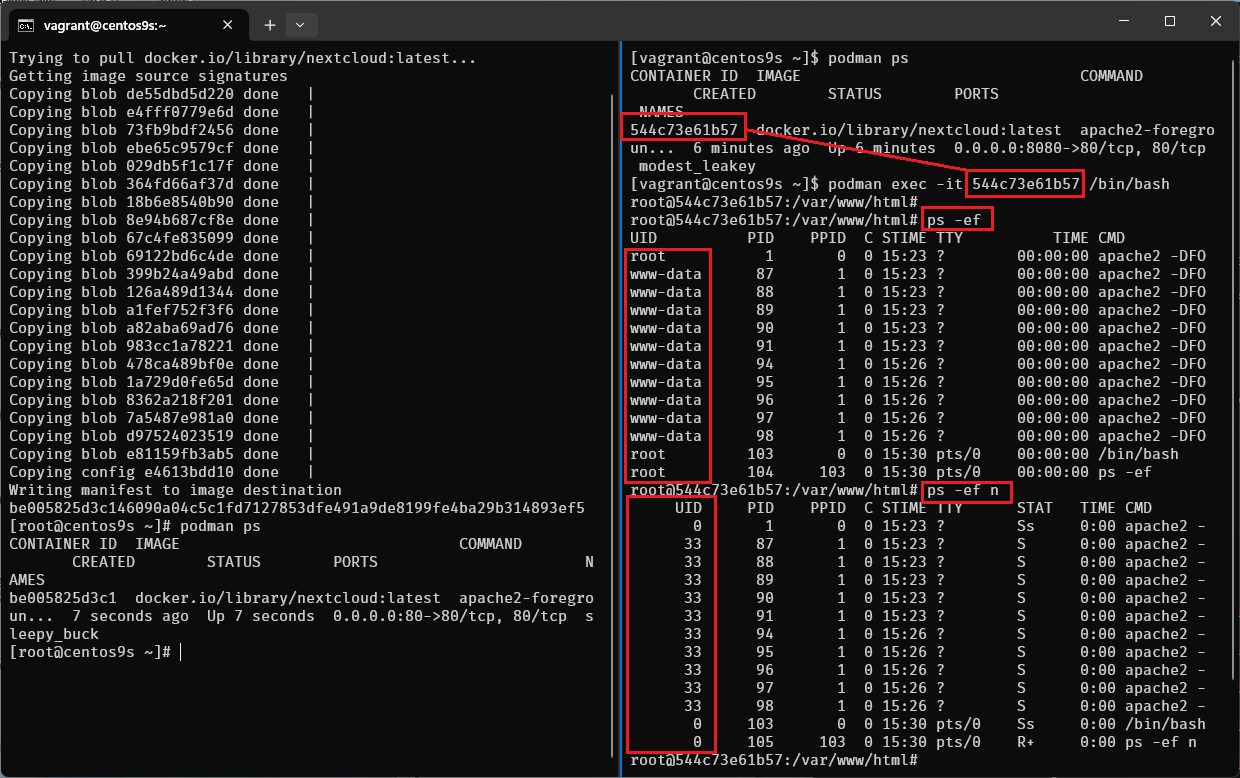 vagrant@centos9s:~
Trying to pull docker.io/library/nextcloud:latest...
Getting image source signatures
Copying blob de55dbd5d220 done   |
Copying blob e4fff0779e6d done   |
Copying blob 73fb9bdf2456 done   |
Copying blob ebe65c9579cf done   |
Copying blob 029db5f1c17f done   |
Copying blob 364fd66af37d done   |
Copying blob 18b6e8540b90 done   |
Copying blob 8e94b687cf8e done   |
Copying blob 67c4fe835099 done   |
Copying blob 69122bd6c4de done   |
Copying blob 399b24a49abd done   |
Copying blob 126a489d1344 done   |
Copying blob a1fef752f3f6 done   |
Copying blob a82aba69ad76 done   |
Copying blob 983cc1a78221 done   |
Copying blob 478ca489bf0e done   |
Copying blob 1a729d0fe65d done   |
Copying blob 8362a218f201 done   |
Copying blob 7a5487e981a0 done   |
Copying blob d97524023519 done   |
Copying blob e81159fb3ab5 done   |
Copying config e4613bdd10 done   |
Writing manifest to image destination
be005825d3c146090a04c5c1fd7127853dfe491a9de8199fe4ba29b314893ef5
[root@centos9s ~]# podman ps
CONTAINER ID  IMAGE                               COMMAND
       CREATED        STATUS        PORTS                       N
AMES
be005825d3c1  docker.io/library/nextcloud:latest  apache2-foregro
un...  7 seconds ago  Up 7 seconds  0.0.0.0:80->80/tcp, 80/tcp  s
leepy_buck
[root@centos9s ~]#
[vagrant@centos9s ~]$ podman ps
CONTAINER ID  IMAGE                               COMMAND
       CREATED        STATUS        PORTS
 NAMES
544c73e61b57  docker.io/library/nextcloud:latest  apache2-foregro
un...  6 minutes ago  Up 6 minutes  0.0.0.0:8080->80/tcp, 80/tcp
 modest_leakey
[vagrant@centos9s ~]$ podman exec -it 544c73e61b57 /bin/bash
root@544c73e61b57:/var/www/html#
root@544c73e61b57:/var/www/html# ps -ef
UID          PID    PPID  C STIME TTY          TIME CMD
root           1       0  0 15:23 ?        00:00:00 apache2 -DFO
www-data      87       1  0 15:23 ?        00:00:00 apache2 -DFO
www-data      88       1  0 15:23 ?        00:00:00 apache2 -DFO
www-data      89       1  0 15:23 ?        00:00:00 apache2 -DFO
www-data      90       1  0 15:23 ?        00:00:00 apache2 -DFO
www-data      91       1  0 15:23 ?        00:00:00 apache2 -DFO
www-data      94       1  0 15:26 ?        00:00:00 apache2 -DFO
www-data      95       1  0 15:26 ?        00:00:00 apache2 -DFO
www-data      96       1  0 15:26 ?        00:00:00 apache2 -DFO
www-data      97       1  0 15:26 ?        00:00:00 apache2 -DFO
www-data      98       1  0 15:26 ?        00:00:00 apache2 -DFO
root         103       0  0 15:30 pts/0    00:00:00 /bin/bash
root         104     103  0 15:30 pts/0    00:00:00 ps -ef
root@544c73e61b57:/var/www/html# ps -ef n
     UID     PID    PPID  C STIME TTY      STAT   TIME CMD
       0       1       0  0 15:23 ?        Ss     0:00 apache2 -
      33      87       1  0 15:23 ?        S      0:00 apache2 -
      33      88       1  0 15:23 ?        S      0:00 apache2 -
      33      89       1  0 15:23 ?        S      0:00 apache2 -
      33      90       1  0 15:23 ?        S      0:00 apache2 -
      33      91       1  0 15:23 ?        S      0:00 apache2 -
      33      94       1  0 15:26 ?        S      0:00 apache2 -
      33      95       1  0 15:26 ?        S      0:00 apache2 -
      33      96       1  0 15:26 ?        S      0:00 apache2 -
      33      97       1  0 15:26 ?        S      0:00 apache2 -
      33      98       1  0 15:26 ?        S      0:00 apache2 -
       0     103       0  0 15:30 pts/0    Ss     0:00 /bin/bash
       0     105     103  0 15:30 pts/0    R+     0:00 ps -ef n
root@544c73e61b57:/var/www/html#